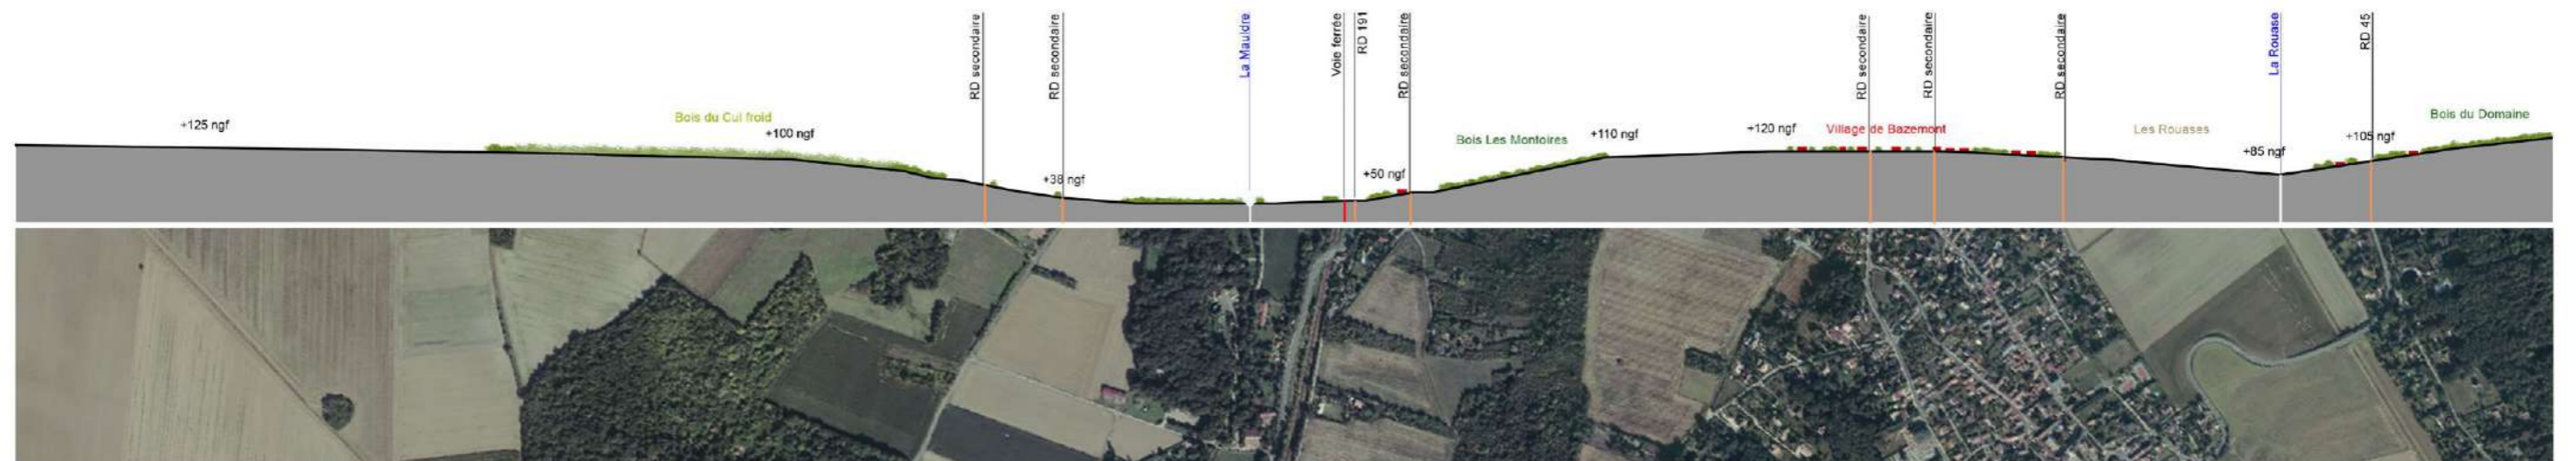 RD secondaire
RD secondaire
La Mauldre
Voie ferrée
RD 191
RD secondaire
RD secondaire
RD secondaire
RD secondaire
La Rouase
RD 45
+125 ngf
Bois du Cul froid
+100 ngf
+38 ngf
+50 ngf
Bois Les Montoires
+110 ngf
+120 ngf
Village de Bazemont
Les Rouases
+85 ngf
+105 ngf
Bois du Domaine